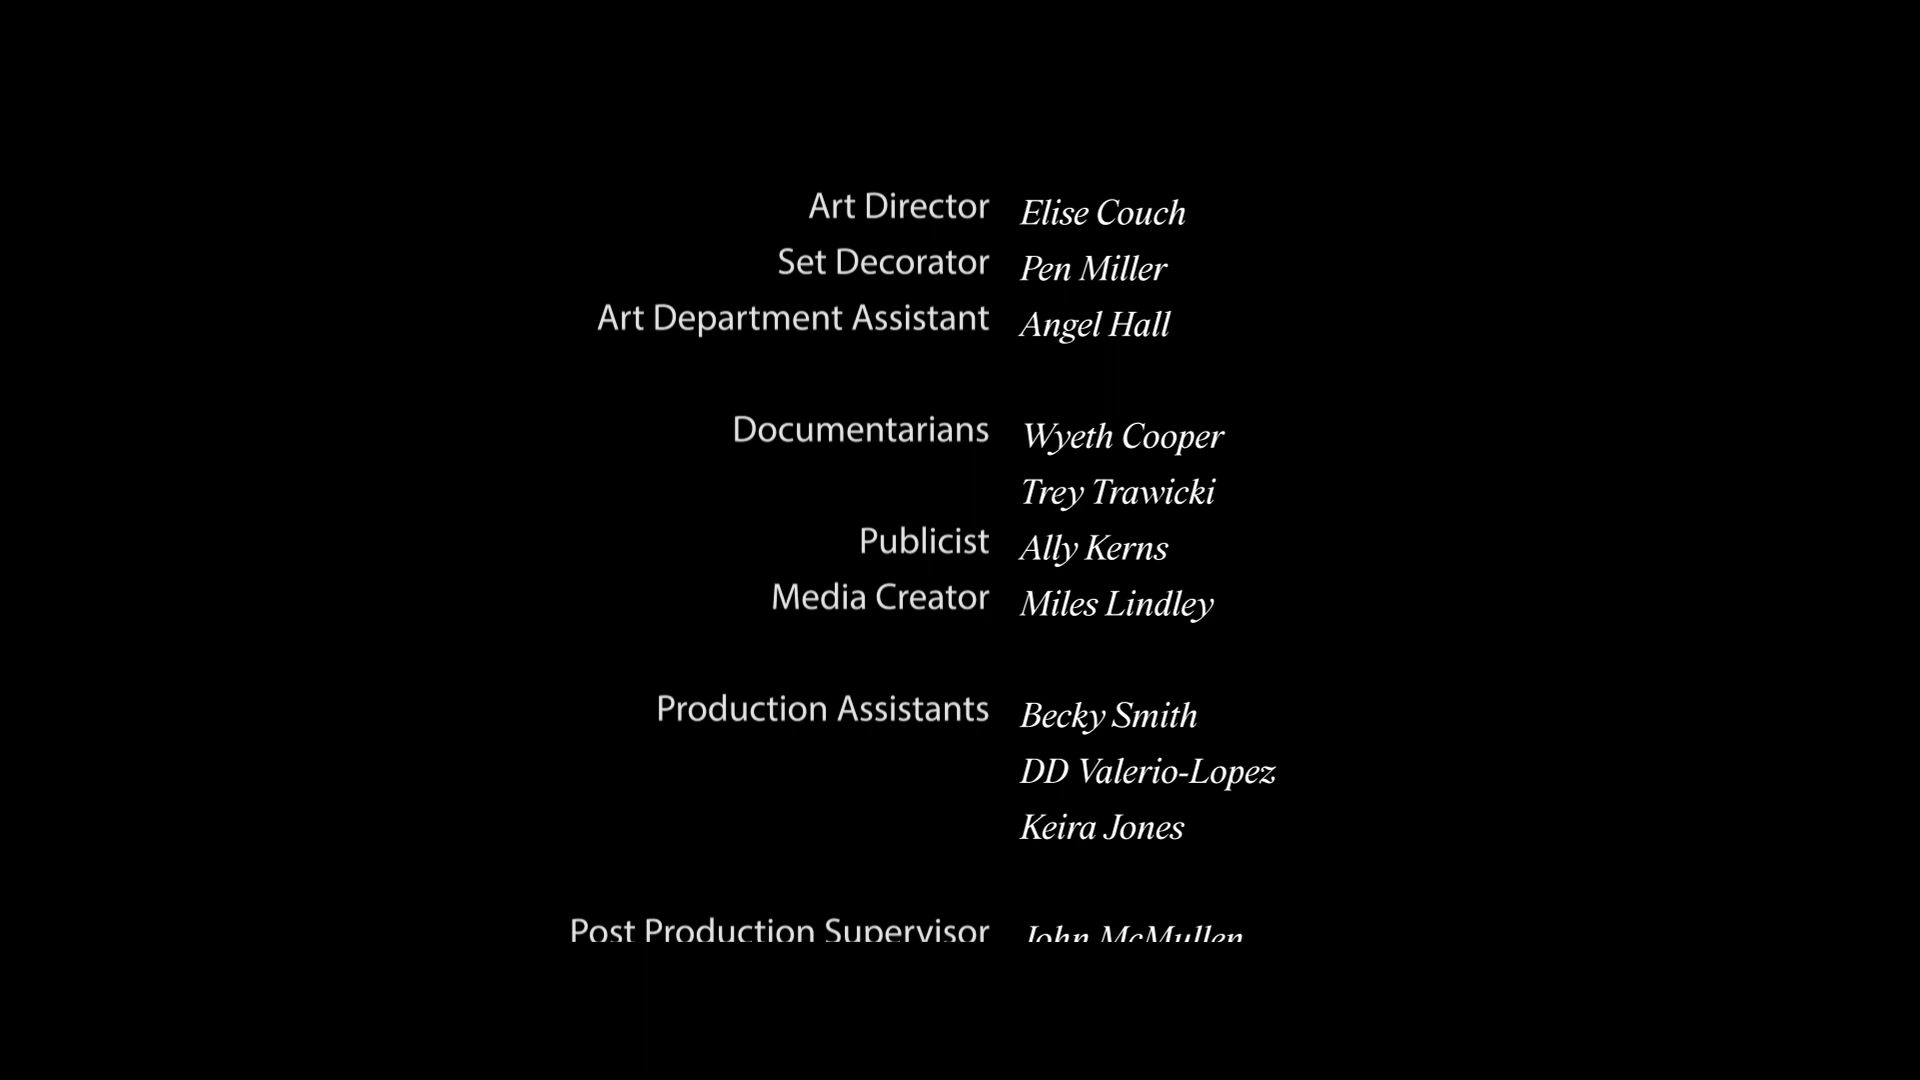 Art Director Elise Couch
Set Decorator Pen Miller
Art Department Assistant Angel Hall
Documentarians Wyeth Cooper
Trey Trawicki
Publicist Ally Kerns
Media Creator Miles Lindley
Production Assistants Becky Smith
DD Valerio-Lopez
Keira Jones
Post Production Supervisor John McMullen